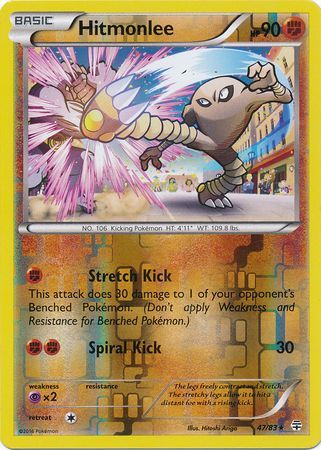 BASIC
Hitmonlee HP 90
NO. 106 Kicking Pokémon HT: 4'11" WT: 109.8 lbs.
Stretch Kick
This attack does 30 damage to 1 of your opponent's
Benched Pokémon. (Don't apply Weakness and
Resistance for Benched Pokémon.)
Spiral Kick 30
weakness resistance
×2
retreat
The legs freely contract and stretch.
The stretchy legs allow it to hit a
distant foe with a rising kick.
©2016 Pokémon Illus. Hitoshi Ariga 47/83 ★